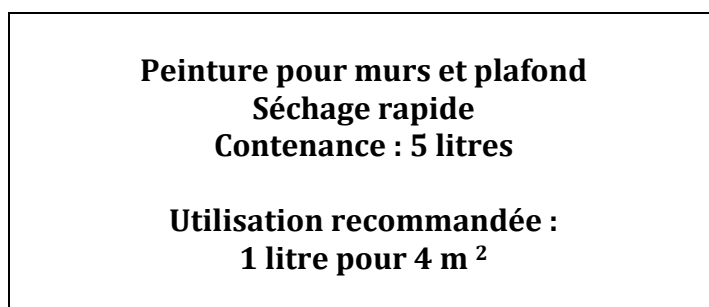 Peinture pour murs et plafond
Séchage rapide
Contenance : 5 litres
Utilisation recommandée :
1 litre pour 4 m ²